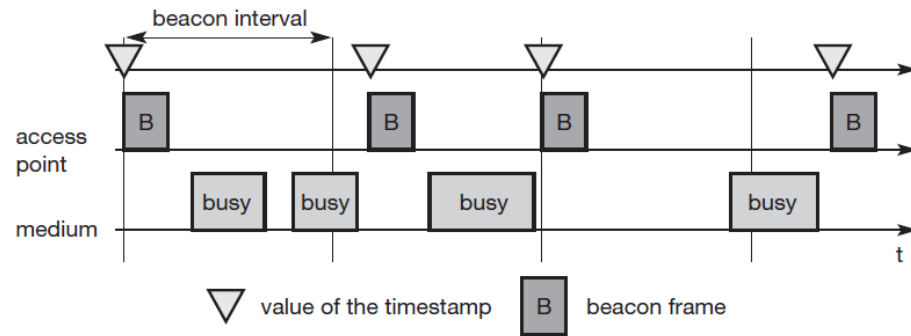 beacon interval
B B B B
access
point
busy busy busy busy
medium
t
value of the timestamp B beacon frame